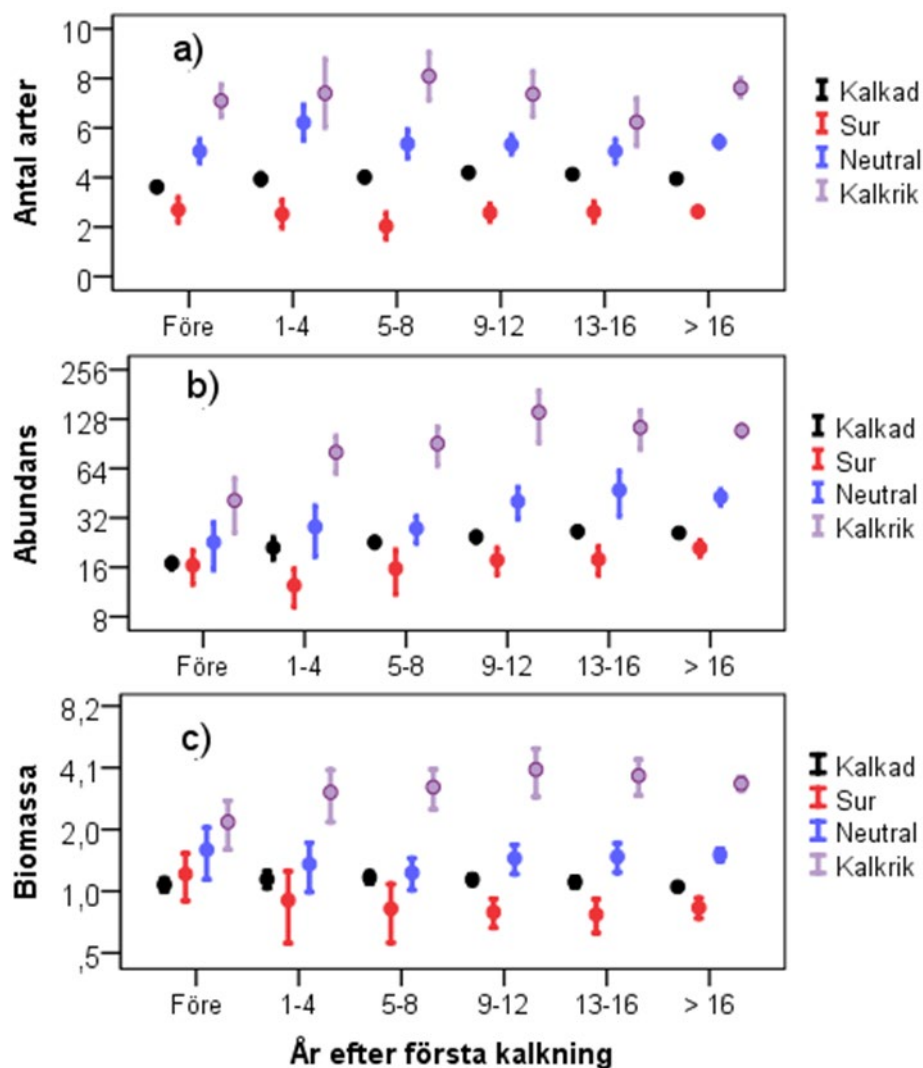 a)
Antal arter
10
8
6
4
2
0
Före 1-4 5-8 9-12 13-16 > 16
Kalkad
Sur
Neutral
Kalkrik
b)
Abundans
256
128
64
32
16
8
Före 1-4 5-8 9-12 13-16 > 16
Kalkad
Sur
Neutral
Kalkrik
c)
Biomassa
8,2
4,1
2,0
1,0
,5
Före 1-4 5-8 9-12 13-16 > 16
Kalkad
Sur
Neutral
Kalkrik
År efter första kalkning